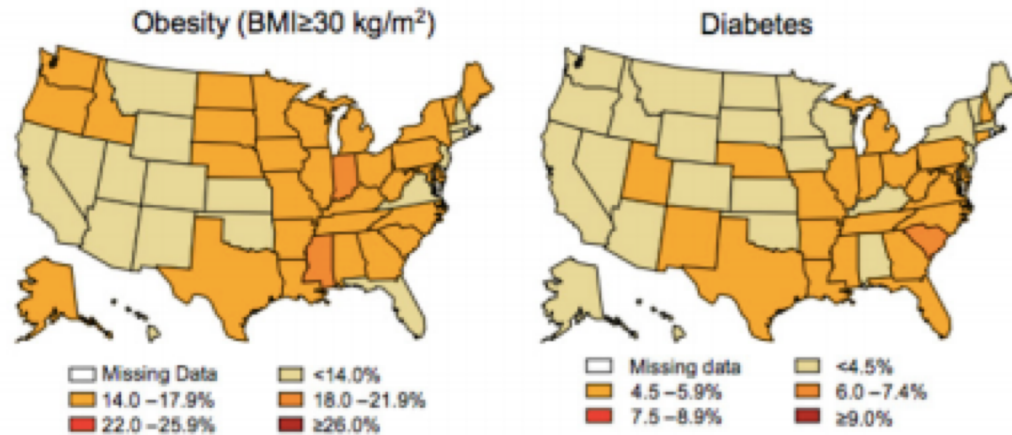 Obesity (BMI≥30 kg/m²)
Diabetes
Missing Data
<14.0%
14.0 –17.9%
18.0 –21.9%
22.0 –25.9%
≥26.0%
Missing data
<4.5%
4.5 –5.9%
6.0 –7.4%
7.5 –8.9%
≥9.0%